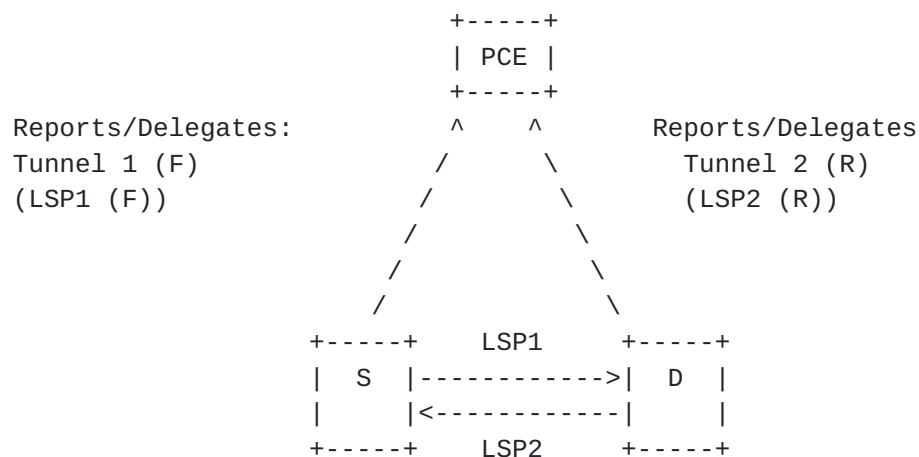 PCE
Reports/Delegates: Reports/Delegates
Tunnel 1 (F) Tunnel 2 (R)
(LSP1 (F)) (LSP2 (R))
LSP1
S D
LSP2